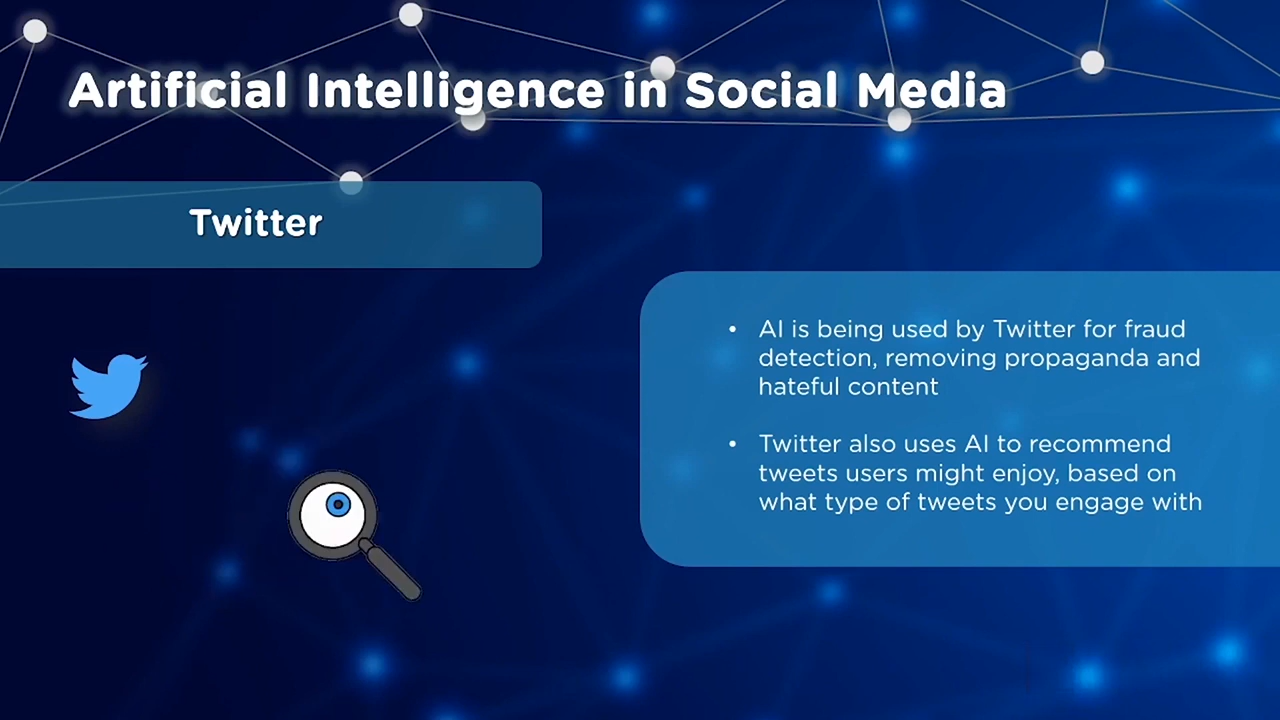 Artificial Intelligence in Social Media
Twitter
• AI is being used by Twitter for fraud
detection, removing propaganda and
hateful content
• Twitter also uses AI to recommend
tweets users might enjoy, based on
what type of tweets you engage with